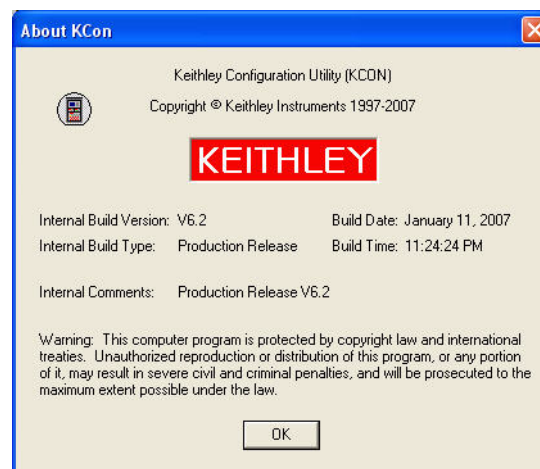 About KCon
Keithley Configuration Utility (KCON)
Copyright © Keithley Instruments 1997-2007
KEITHLEY
Internal Build Version: V6.2 Build Date: January 11, 2007
Internal Build Type: Production Release Build Time: 11:24:24 PM
Internal Comments: Production Release V6.2
Warning: This computer program is protected by copyright law and international
treaties. Unauthorized reproduction or distribution of this program, or any portion
of it, may result in severe civil and criminal penalties, and will be prosecuted to the
maximum extent possible under the law.
OK